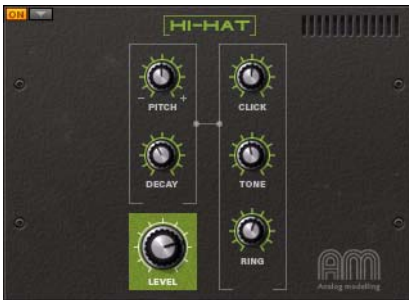 ON
[HI-HAT]
- PITCH +
CLICK
DECAY
TONE
LEVEL
RING
AM
Analog modelling